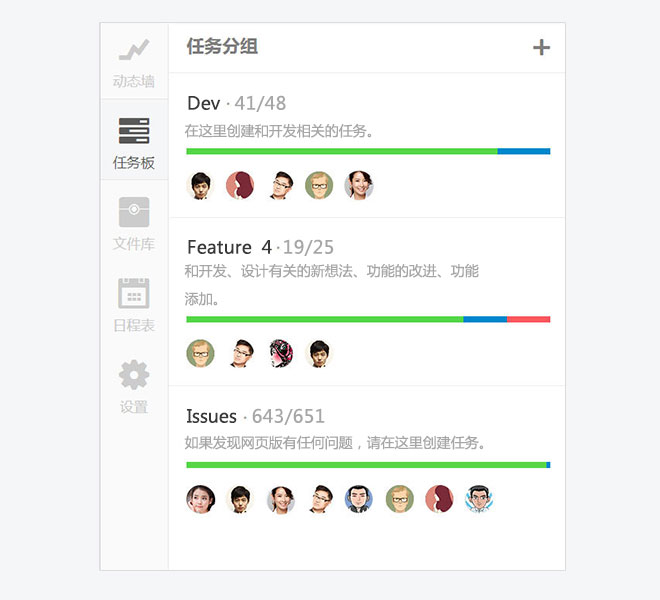 任务分组
动态墙
Dev · 41/48
在这里创建和开发相关的任务。
任务板
文件库
Feature 4 · 19/25
和开发、设计有关的新想法、功能的改进、功能
添加。
日程表
设置
Issues · 643/651
如果发现网页版有任何问题，请在这里创建任务。